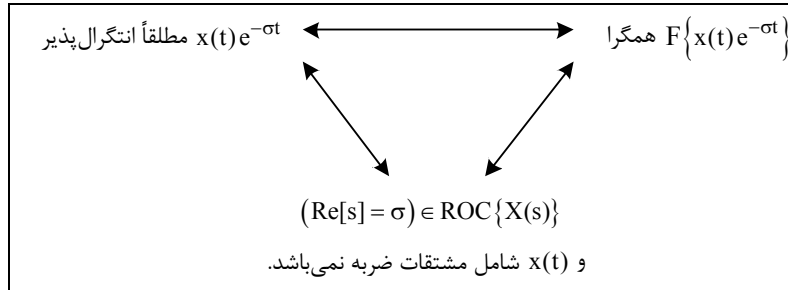 همگرا F{x(t)e^{−σt}}
x(t)e^{−σt} مطلقاً انتگرال‌پذیر
(Re[s] = σ) ∈ ROC{X(s)}
و x(t) شامل مشتقات ضربه نمی‌باشد.